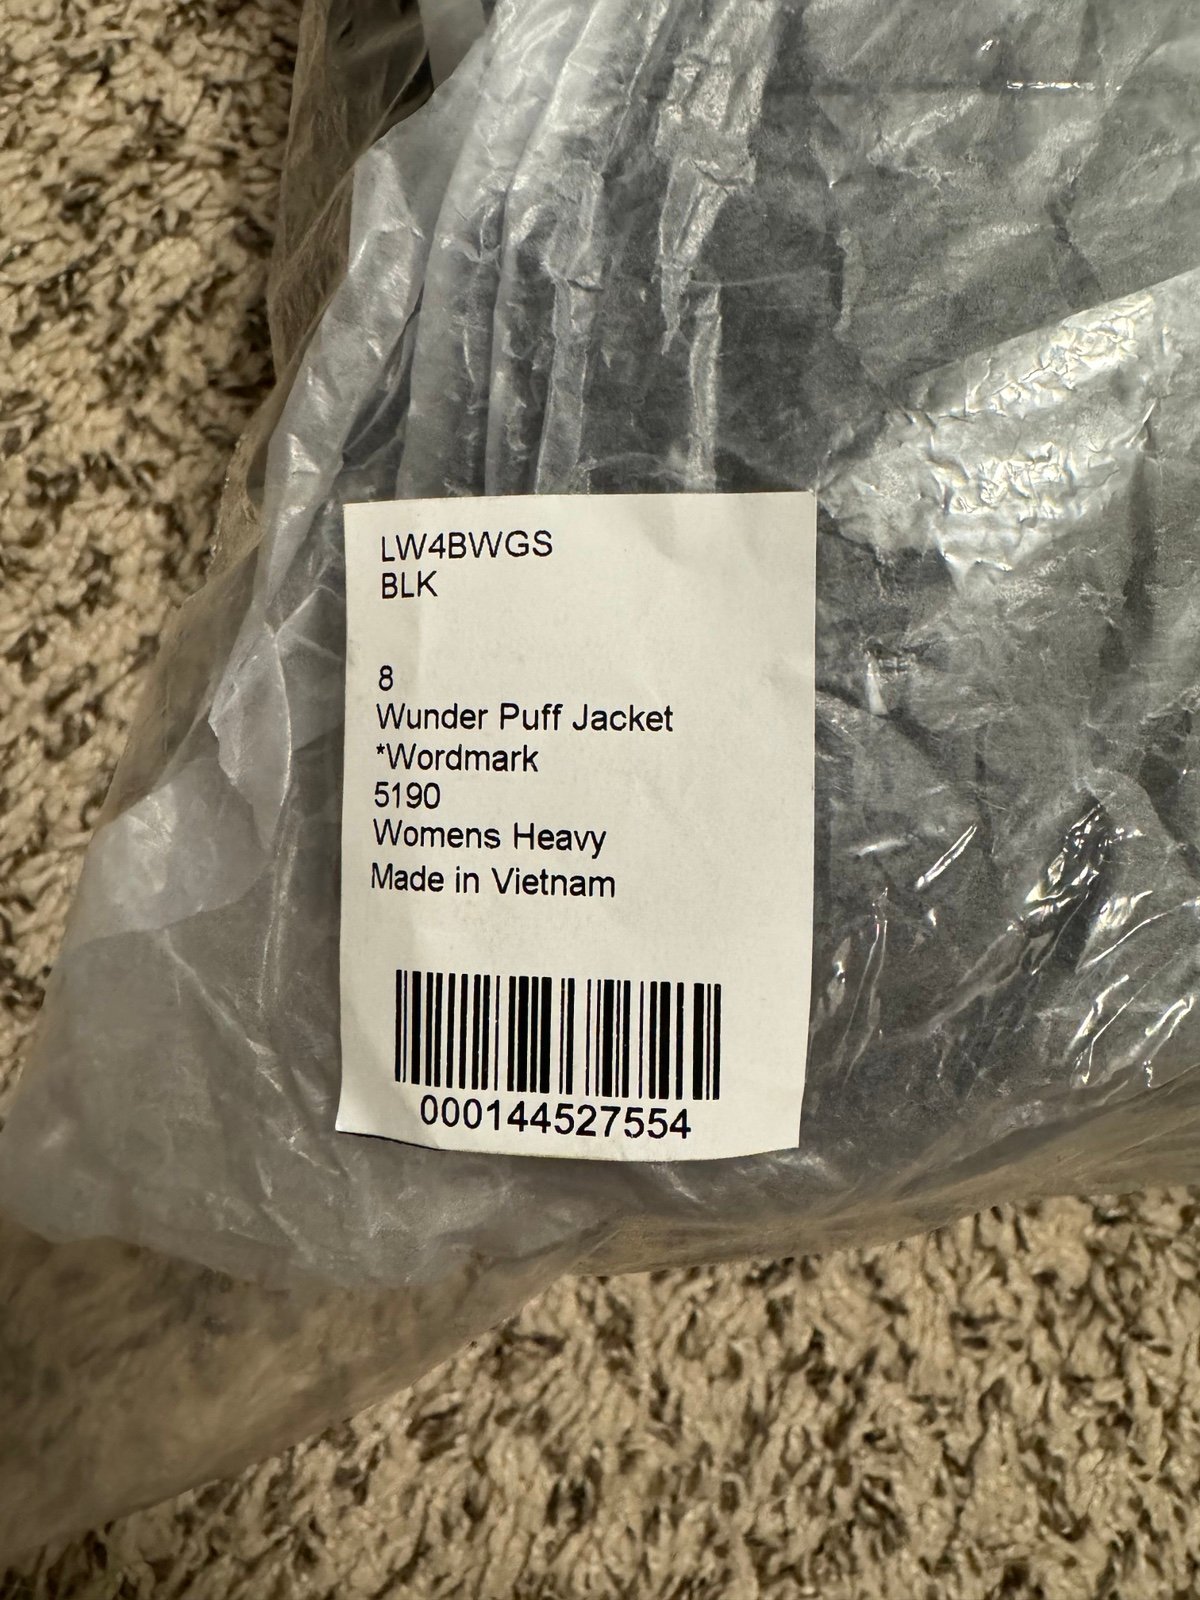 LW4BWGS
BLK
8
Wunder Puff Jacket
*Wordmark
5190
Womens Heavy
Made in Vietnam
000144527554